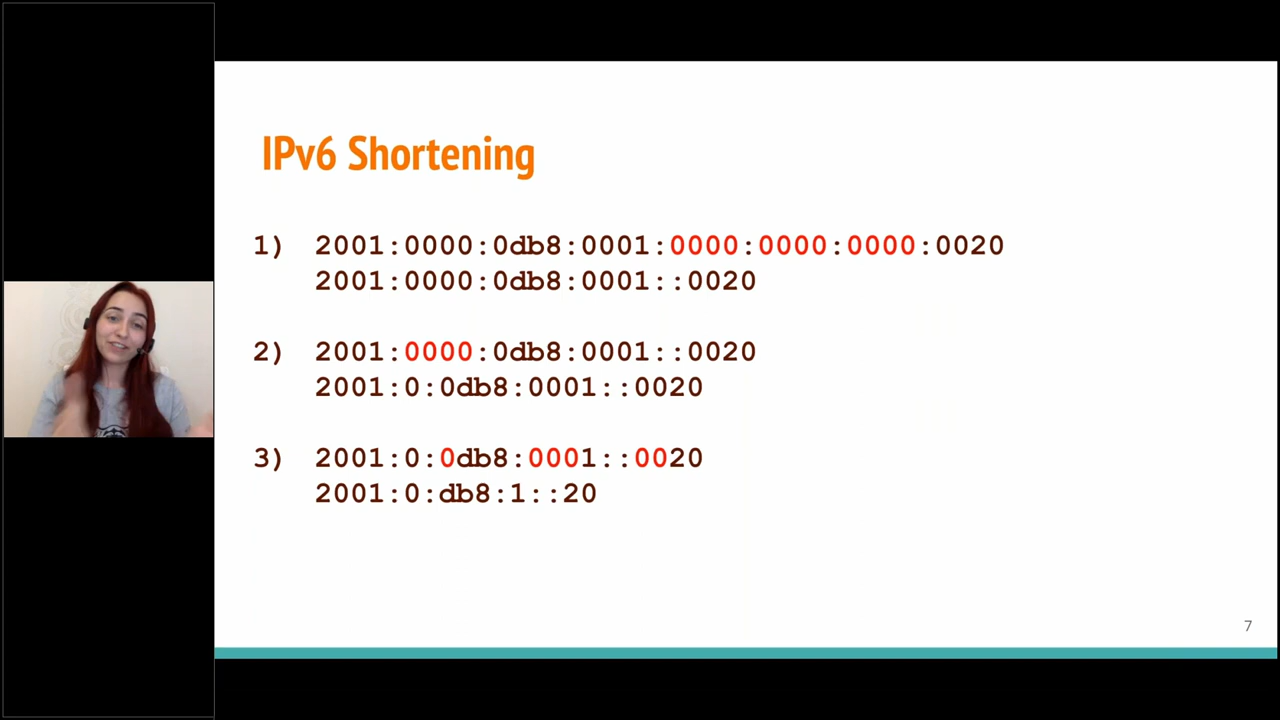 IPv6 Shortening
1) 2001:0000:0db8:0001:0000:0000:0000:0020
2001:0000:0db8:0001::0020
2) 2001:0000:0db8:0001::0020
2001:0:0db8:0001::0020
3) 2001:0:0db8:0001::0020
2001:0:db8:1::20
7